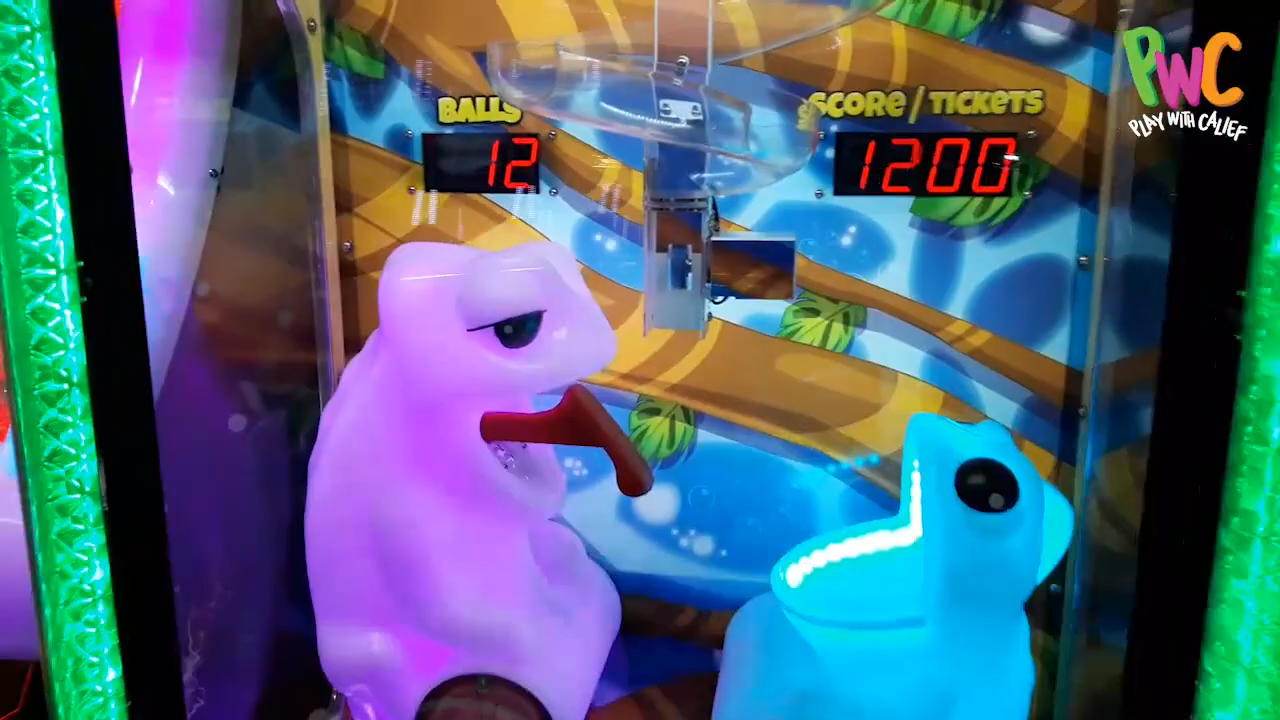 BALLS
12
SCORE / TICKETS
1200
PWC
PLAY WITH CALIEF